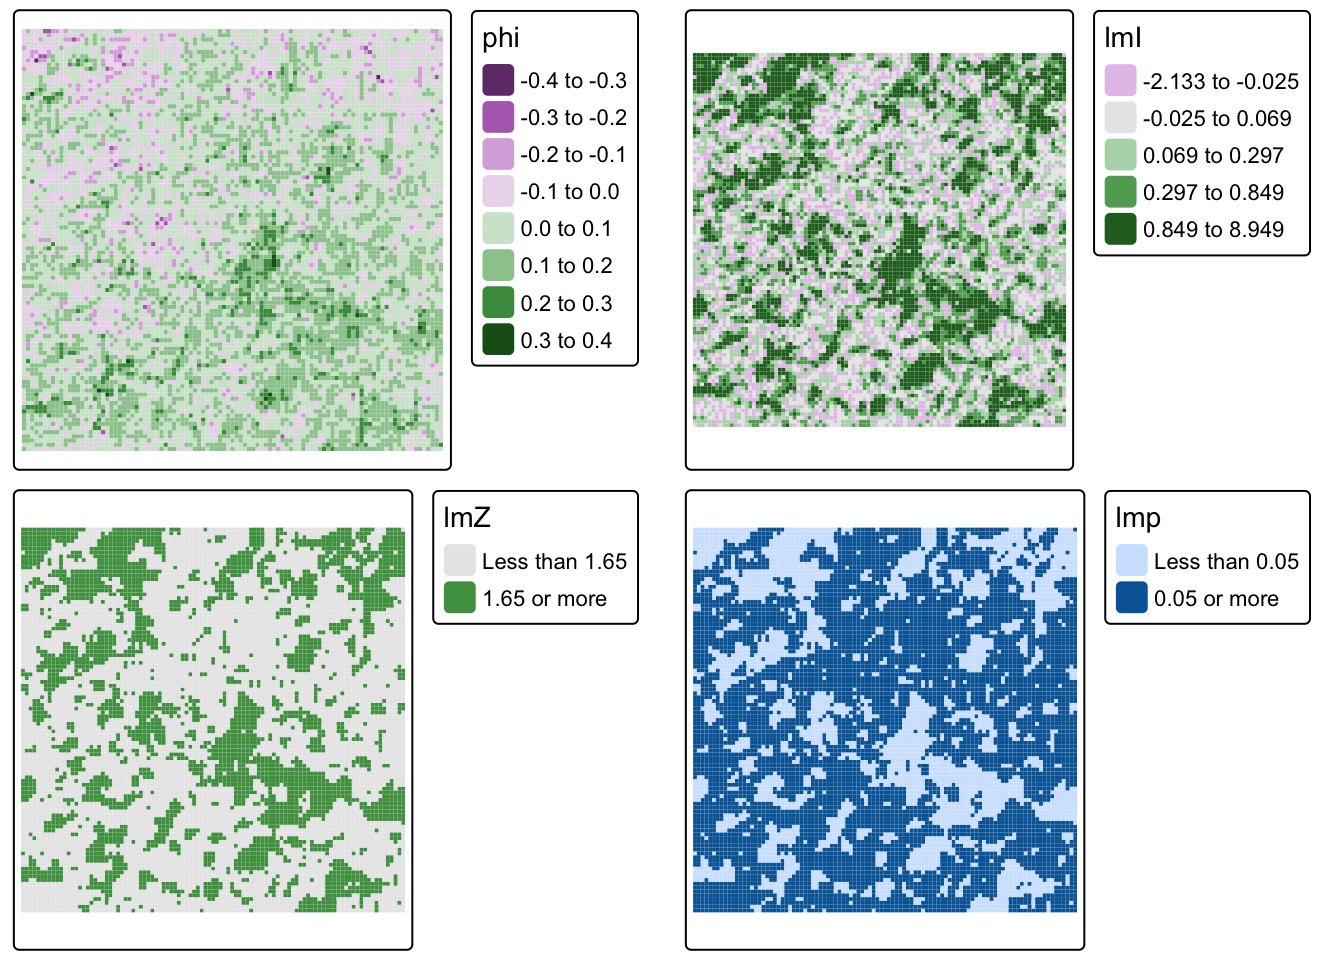 phi
-0.4 to -0.3
-0.3 to -0.2
-0.2 to -0.1
-0.1 to 0.0
0.0 to 0.1
0.1 to 0.2
0.2 to 0.3
0.3 to 0.4
lmI
-2.133 to -0.025
-0.025 to 0.069
0.069 to 0.297
0.297 to 0.849
0.849 to 8.949
lmZ
Less than 1.65
1.65 or more
lmp
Less than 0.05
0.05 or more